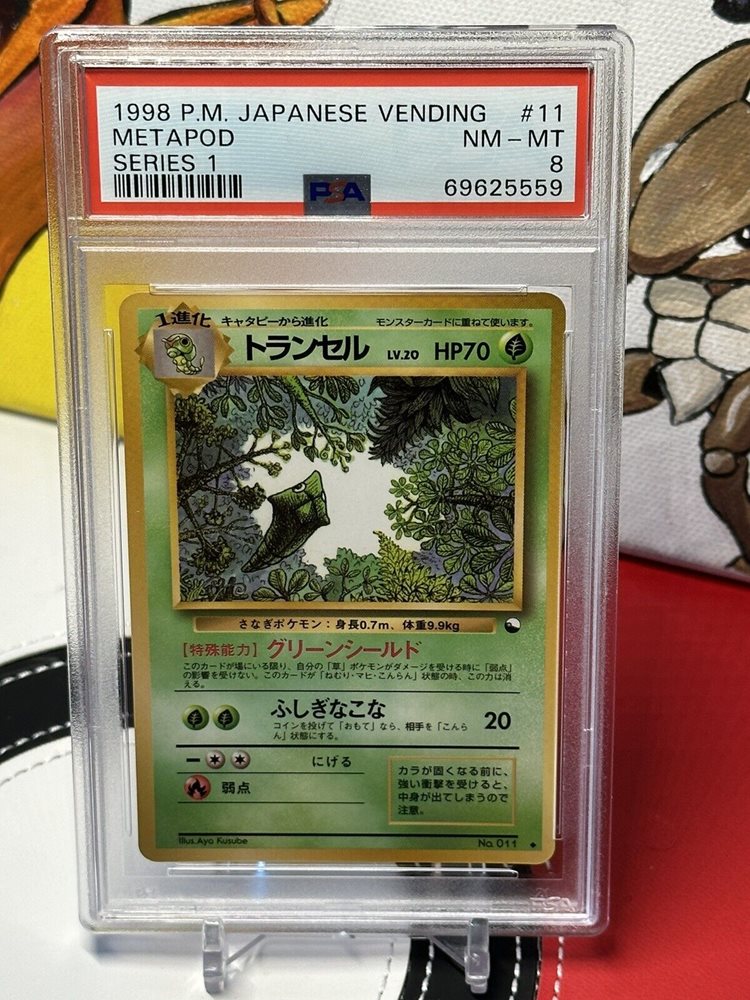 1998 P.M. JAPANESE VENDING #11
METAPOD NM - MT
SERIES 1 8
PSA 69625559
1進化 キャタピーから進化 モンスターカードに重ねて使います。
トランセル LV.20 HP70
さなぎポケモン：身長0.7m、体重9.9kg
［特殊能力］グリーンシールド
このカードが場にいる限り、自分の「草」ポケモンがダメージを受ける時に「弱点」
の影響を受けない。このカードが「ねむり・マヒ・こんらん」状態の時、この力は消
える。
ふしぎなこな 20
コインを投げて「おもて」なら、相手を「こんら
ん」状態にする。
にげる
弱点
カラが固くなる前に、
強い衝撃を受けると、
中身が出てしまうので
注意。
Illus.Aya Kusube No. 011